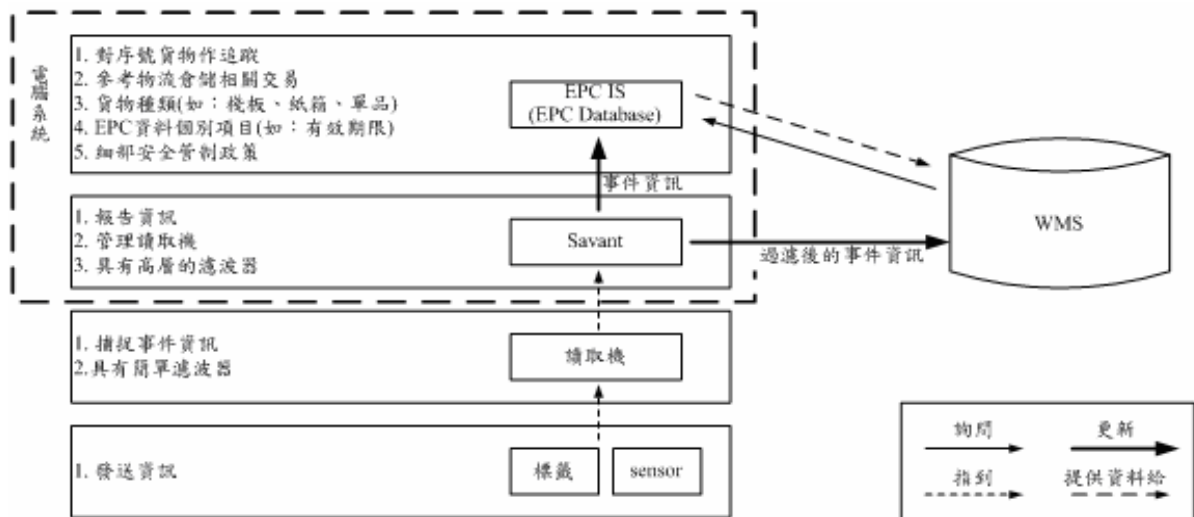 電腦系統
1. 對序號貨物作追蹤
2. 參考物流會儲相關交易
3. 貨物種類(如：棧板、紙箱、單品)
4. EPC資料個別項目(如：有效期限)
5. 細部安全管制政策
EPC IS
(EPC Database)
事件資訊
1. 報告資訊
2. 管理讀取機
3. 具有高層的濾波器
Savant
過濾後的事件資訊
WMS
1. 捕捉事件資訊
2.具有簡單濾波器
讀取機
1. 發送資訊
標籤
sensor
詢問
更新
指到
提供資料給